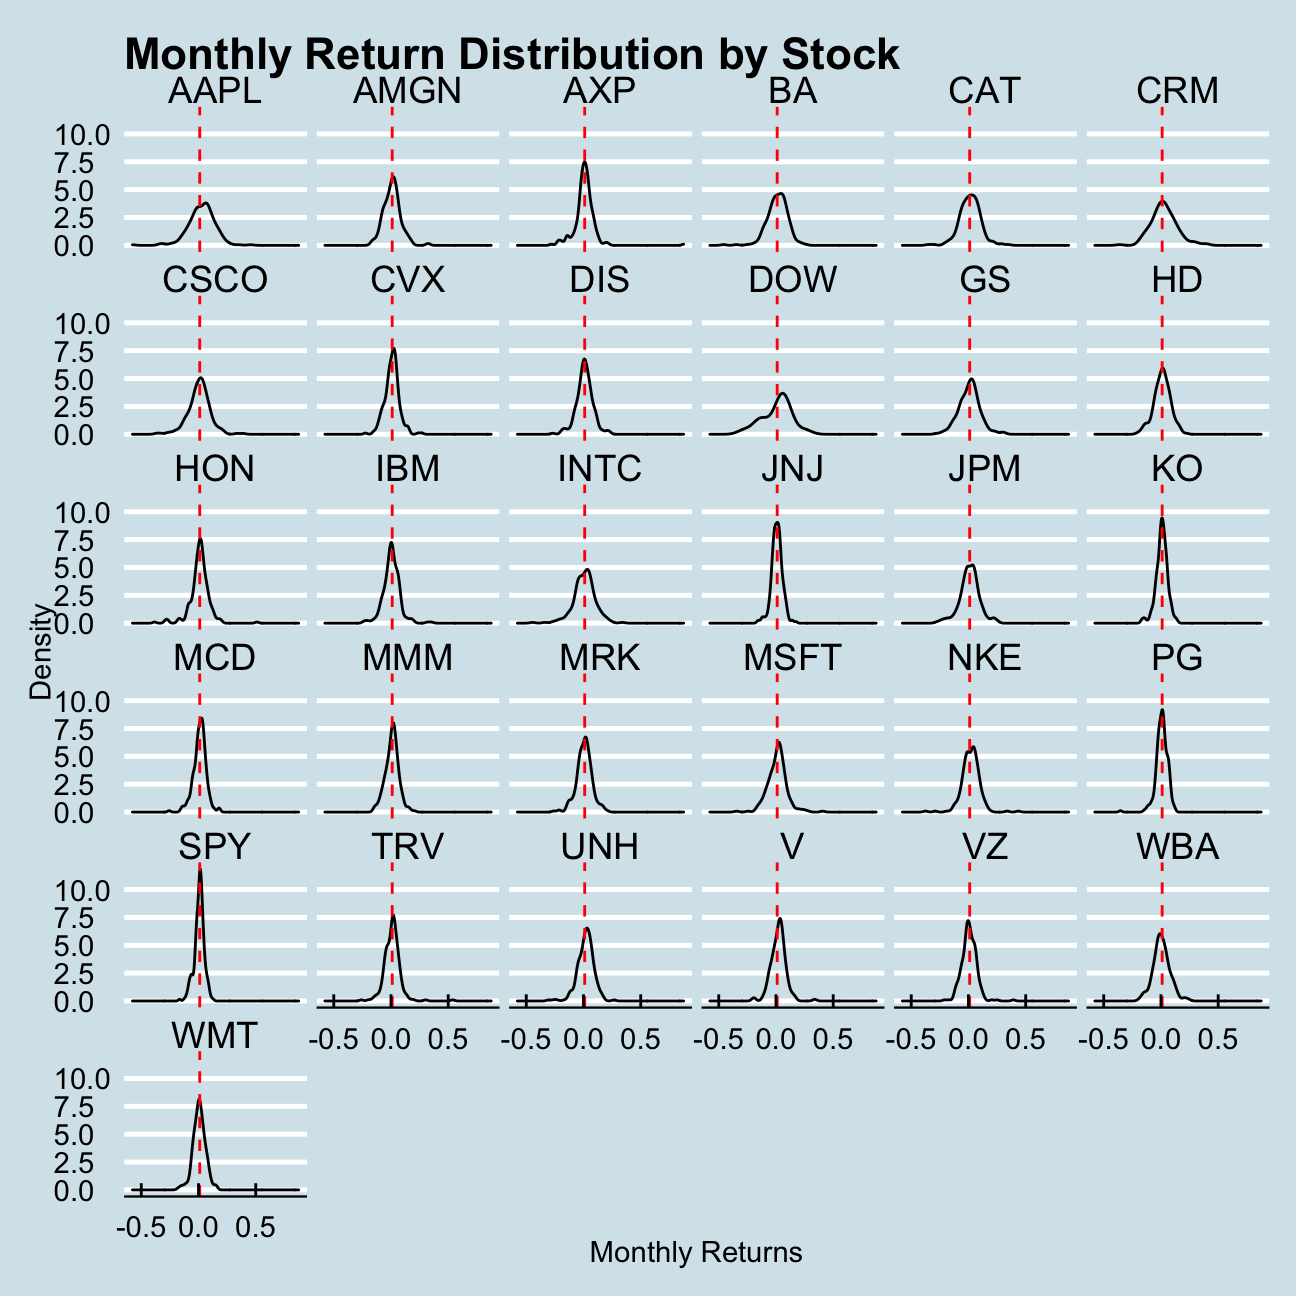 Monthly Return Distribution by Stock
AAPL AMGN AXP BA CAT CRM
10.0
7.5
5.0
2.5
0.0
CSCO CVX DIS DOW GS HD
10.0
7.5
5.0
2.5
0.0
HON IBM INTC JNJ JPM KO
10.0
7.5
5.0
2.5
0.0
Density
MCD MMM MRK MSFT NKE PG
10.0
7.5
5.0
2.5
0.0
SPY TRV UNH V VZ WBA
10.0
7.5
5.0
2.5
0.0
-0.5 0.0 0.5 -0.5 0.0 0.5 -0.5 0.0 0.5 -0.5 0.0 0.5 -0.5 0.0 0.5
WMT
10.0
7.5
5.0
2.5
0.0
-0.5 0.0 0.5
Monthly Returns